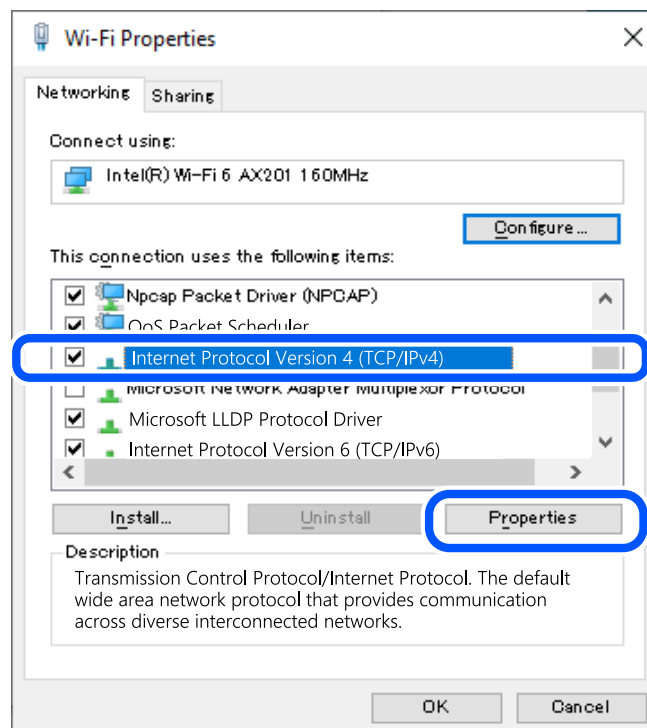 Wi-Fi Properties
Networking
Sharing
Connect using:
Intel(R) Wi-Fi 6 AX201 160MHz
Configure...
This connection uses the following items:
Npcap Packet Driver (NPCAP)
QoS Packet Scheduler
Internet Protocol Version 4 (TCP/IPv4)
Microsoft Network Adapter Multiplexor Protocol
Microsoft LLDP Protocol Driver
Internet Protocol Version 6 (TCP/IPv6)
Install...
Uninstall
Properties
Description
Transmission Control Protocol/Internet Protocol. The default
wide area network protocol that provides communication
across diverse interconnected networks.
OK
Cancel